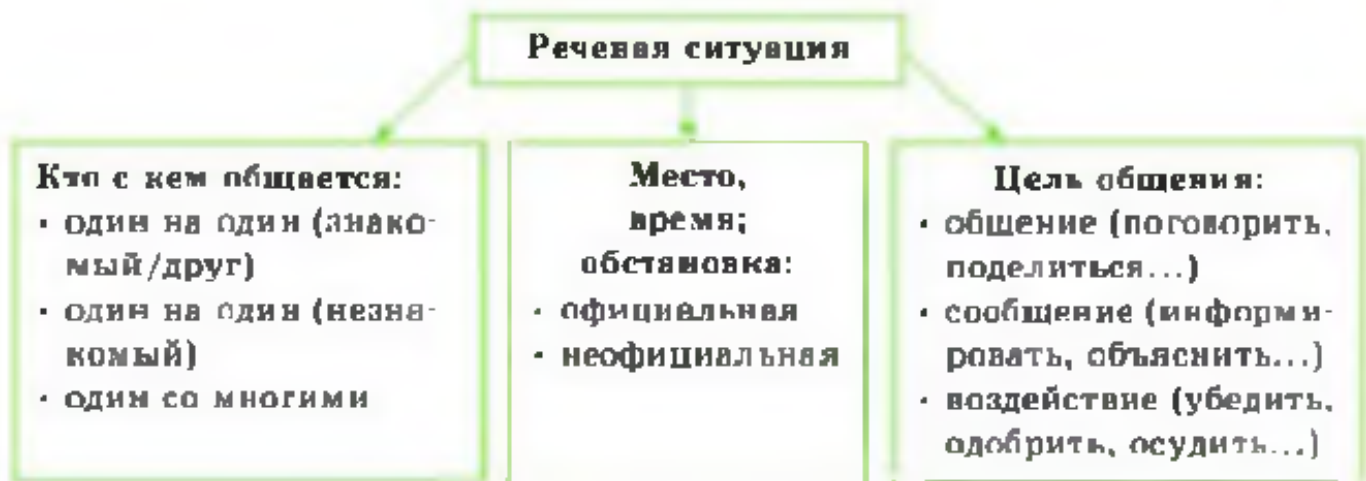 Речевая ситуация
Кто с кем общается:
· один на один (знако-
мый/друг)
· один на один (незна-
комый)
· один со многими
Место,
время;
обстановка:
· официальная
· неофициальная
Цель общения:
· общение (поговорить,
поделиться...)
· сообщение (информи-
ровать, объяснить...)
· воздействие (убедить,
одобрить, осудить...)